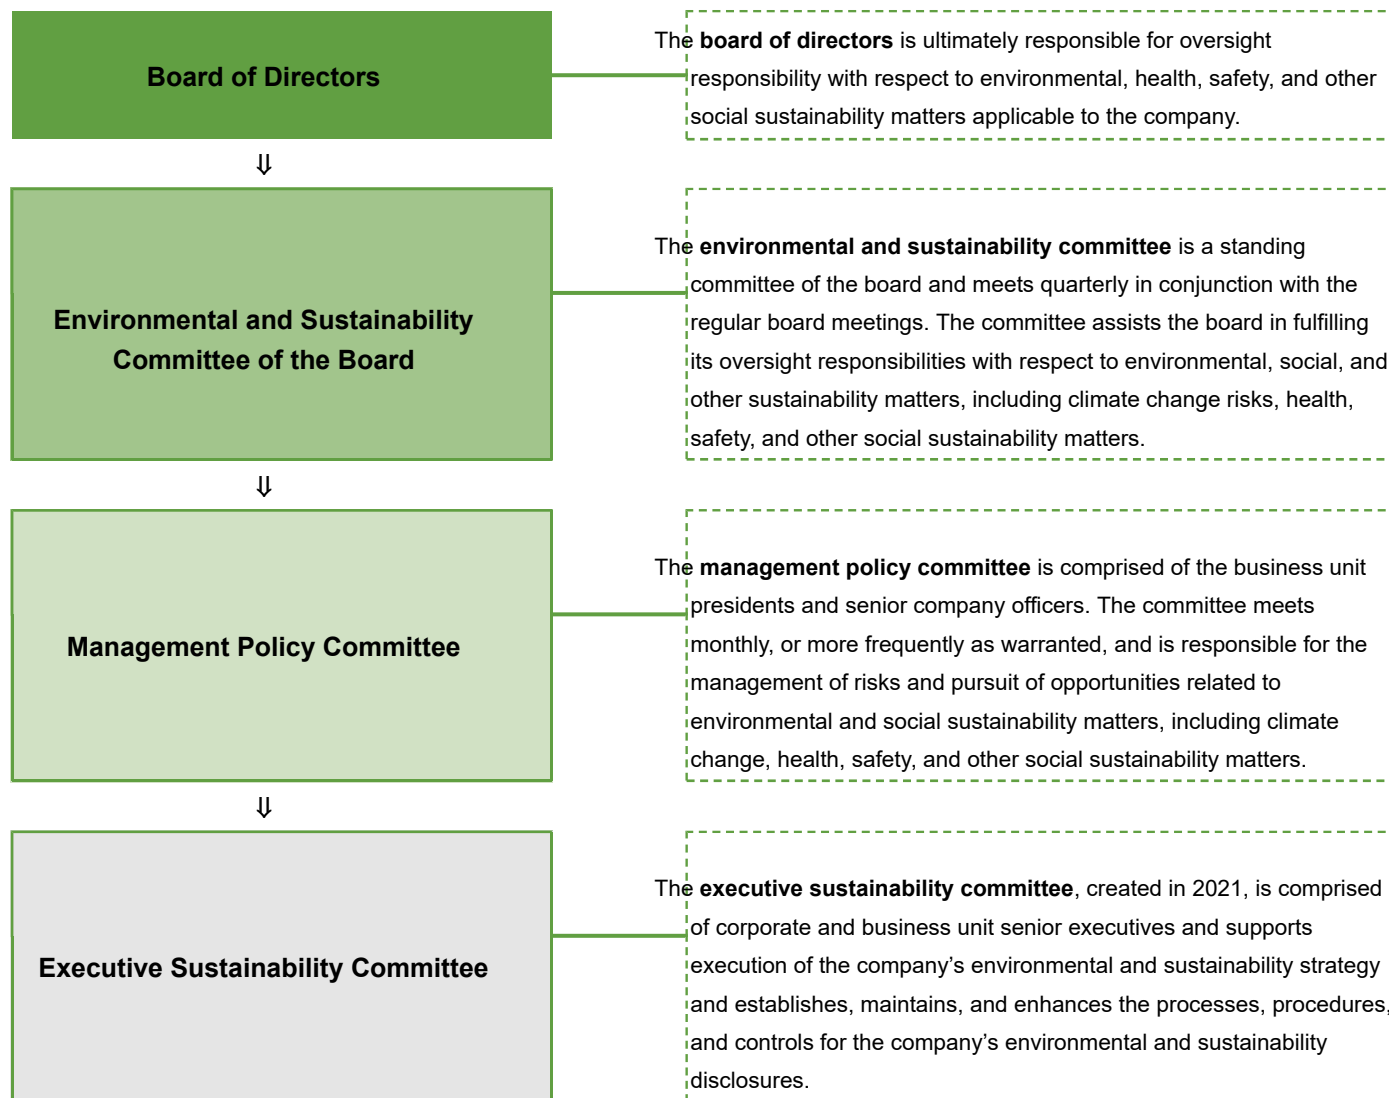 Board of Directors
The board of directors is ultimately responsible for oversight
responsibility with respect to environmental, health, safety, and other
social sustainability matters applicable to the company.
⇓
Environmental and Sustainability
Committee of the Board
The environmental and sustainability committee is a standing
committee of the board and meets quarterly in conjunction with the
regular board meetings. The committee assists the board in fulfilling
its oversight responsibilities with respect to environmental, social, and
other sustainability matters, including climate change risks, health,
safety, and other social sustainability matters.
⇓
Management Policy Committee
The management policy committee is comprised of the business unit
presidents and senior company officers. The committee meets
monthly, or more frequently as warranted, and is responsible for the
management of risks and pursuit of opportunities related to
environmental and social sustainability matters, including climate
change, health, safety, and other social sustainability matters.
⇓
Executive Sustainability Committee
The executive sustainability committee, created in 2021, is comprised
of corporate and business unit senior executives and supports
execution of the company’s environmental and sustainability strategy
and establishes, maintains, and enhances the processes, procedures,
and controls for the company’s environmental and sustainability
disclosures.